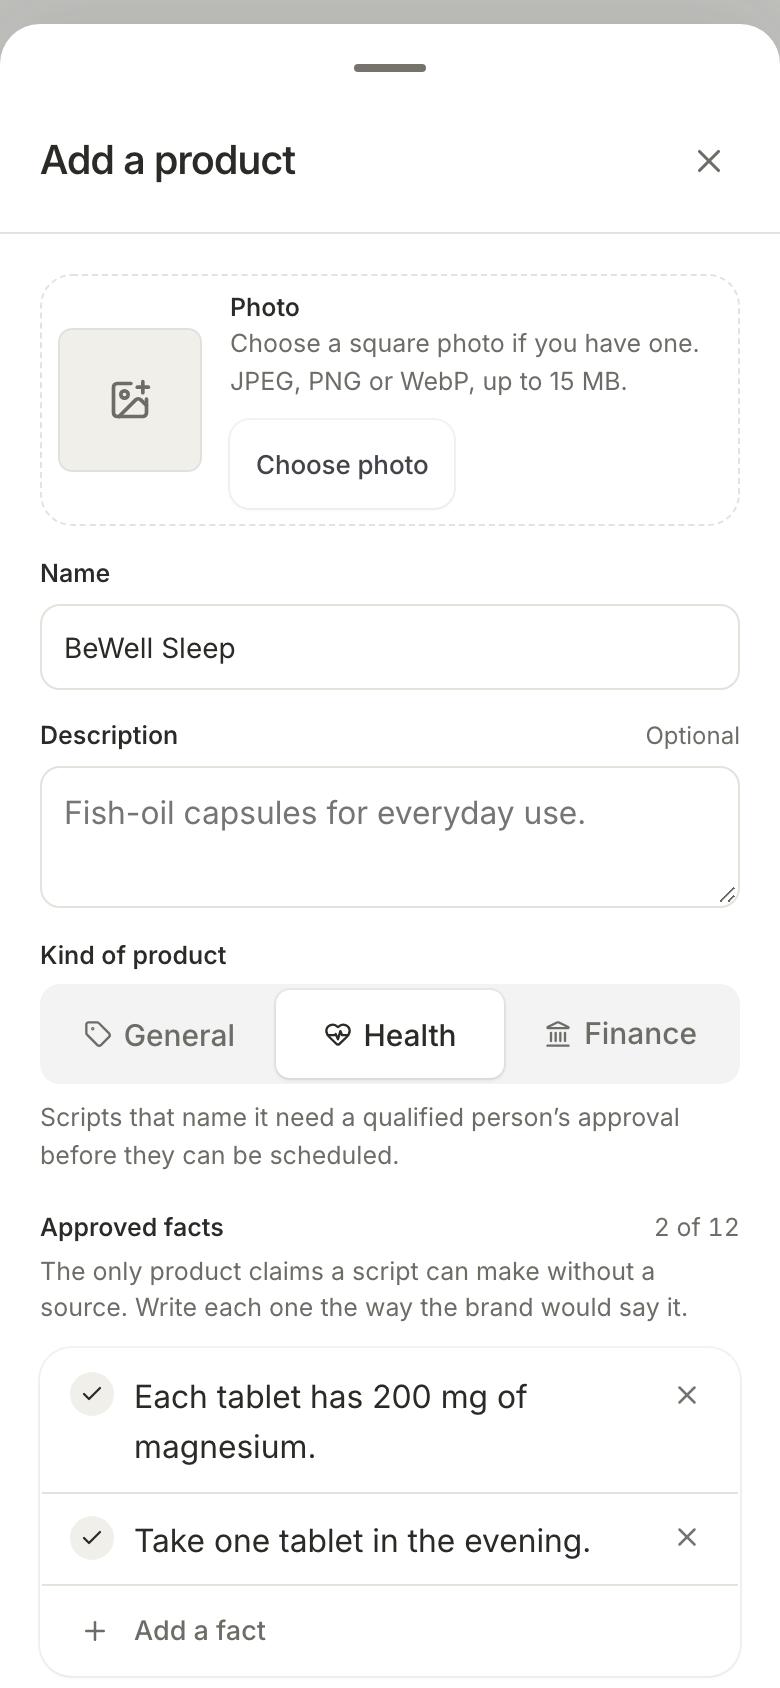 Add a product
Photo
Choose a square photo if you have one.
JPEG, PNG or WebP, up to 15 MB.
Choose photo
Name
BeWell Sleep
Description
Optional
Fish-oil capsules for everyday use.
Kind of product
General
Health
Finance
Scripts that name it need a qualified person’s approval
before they can be scheduled.
Approved facts
2 of 12
The only product claims a script can make without a
source. Write each one the way the brand would say it.
Each tablet has 200 mg of
magnesium.
Take one tablet in the evening.
Add a fact